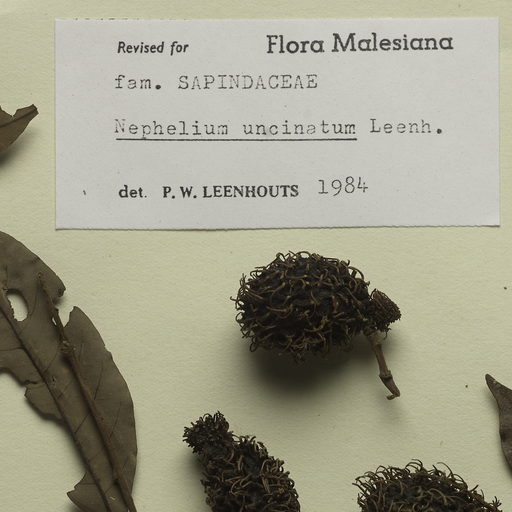 Revised for Flora Malesiana
fam. SAPINDACEAE
Nephelium uncinatum Leenh.
det. P. W. LEENHOUTS 1984